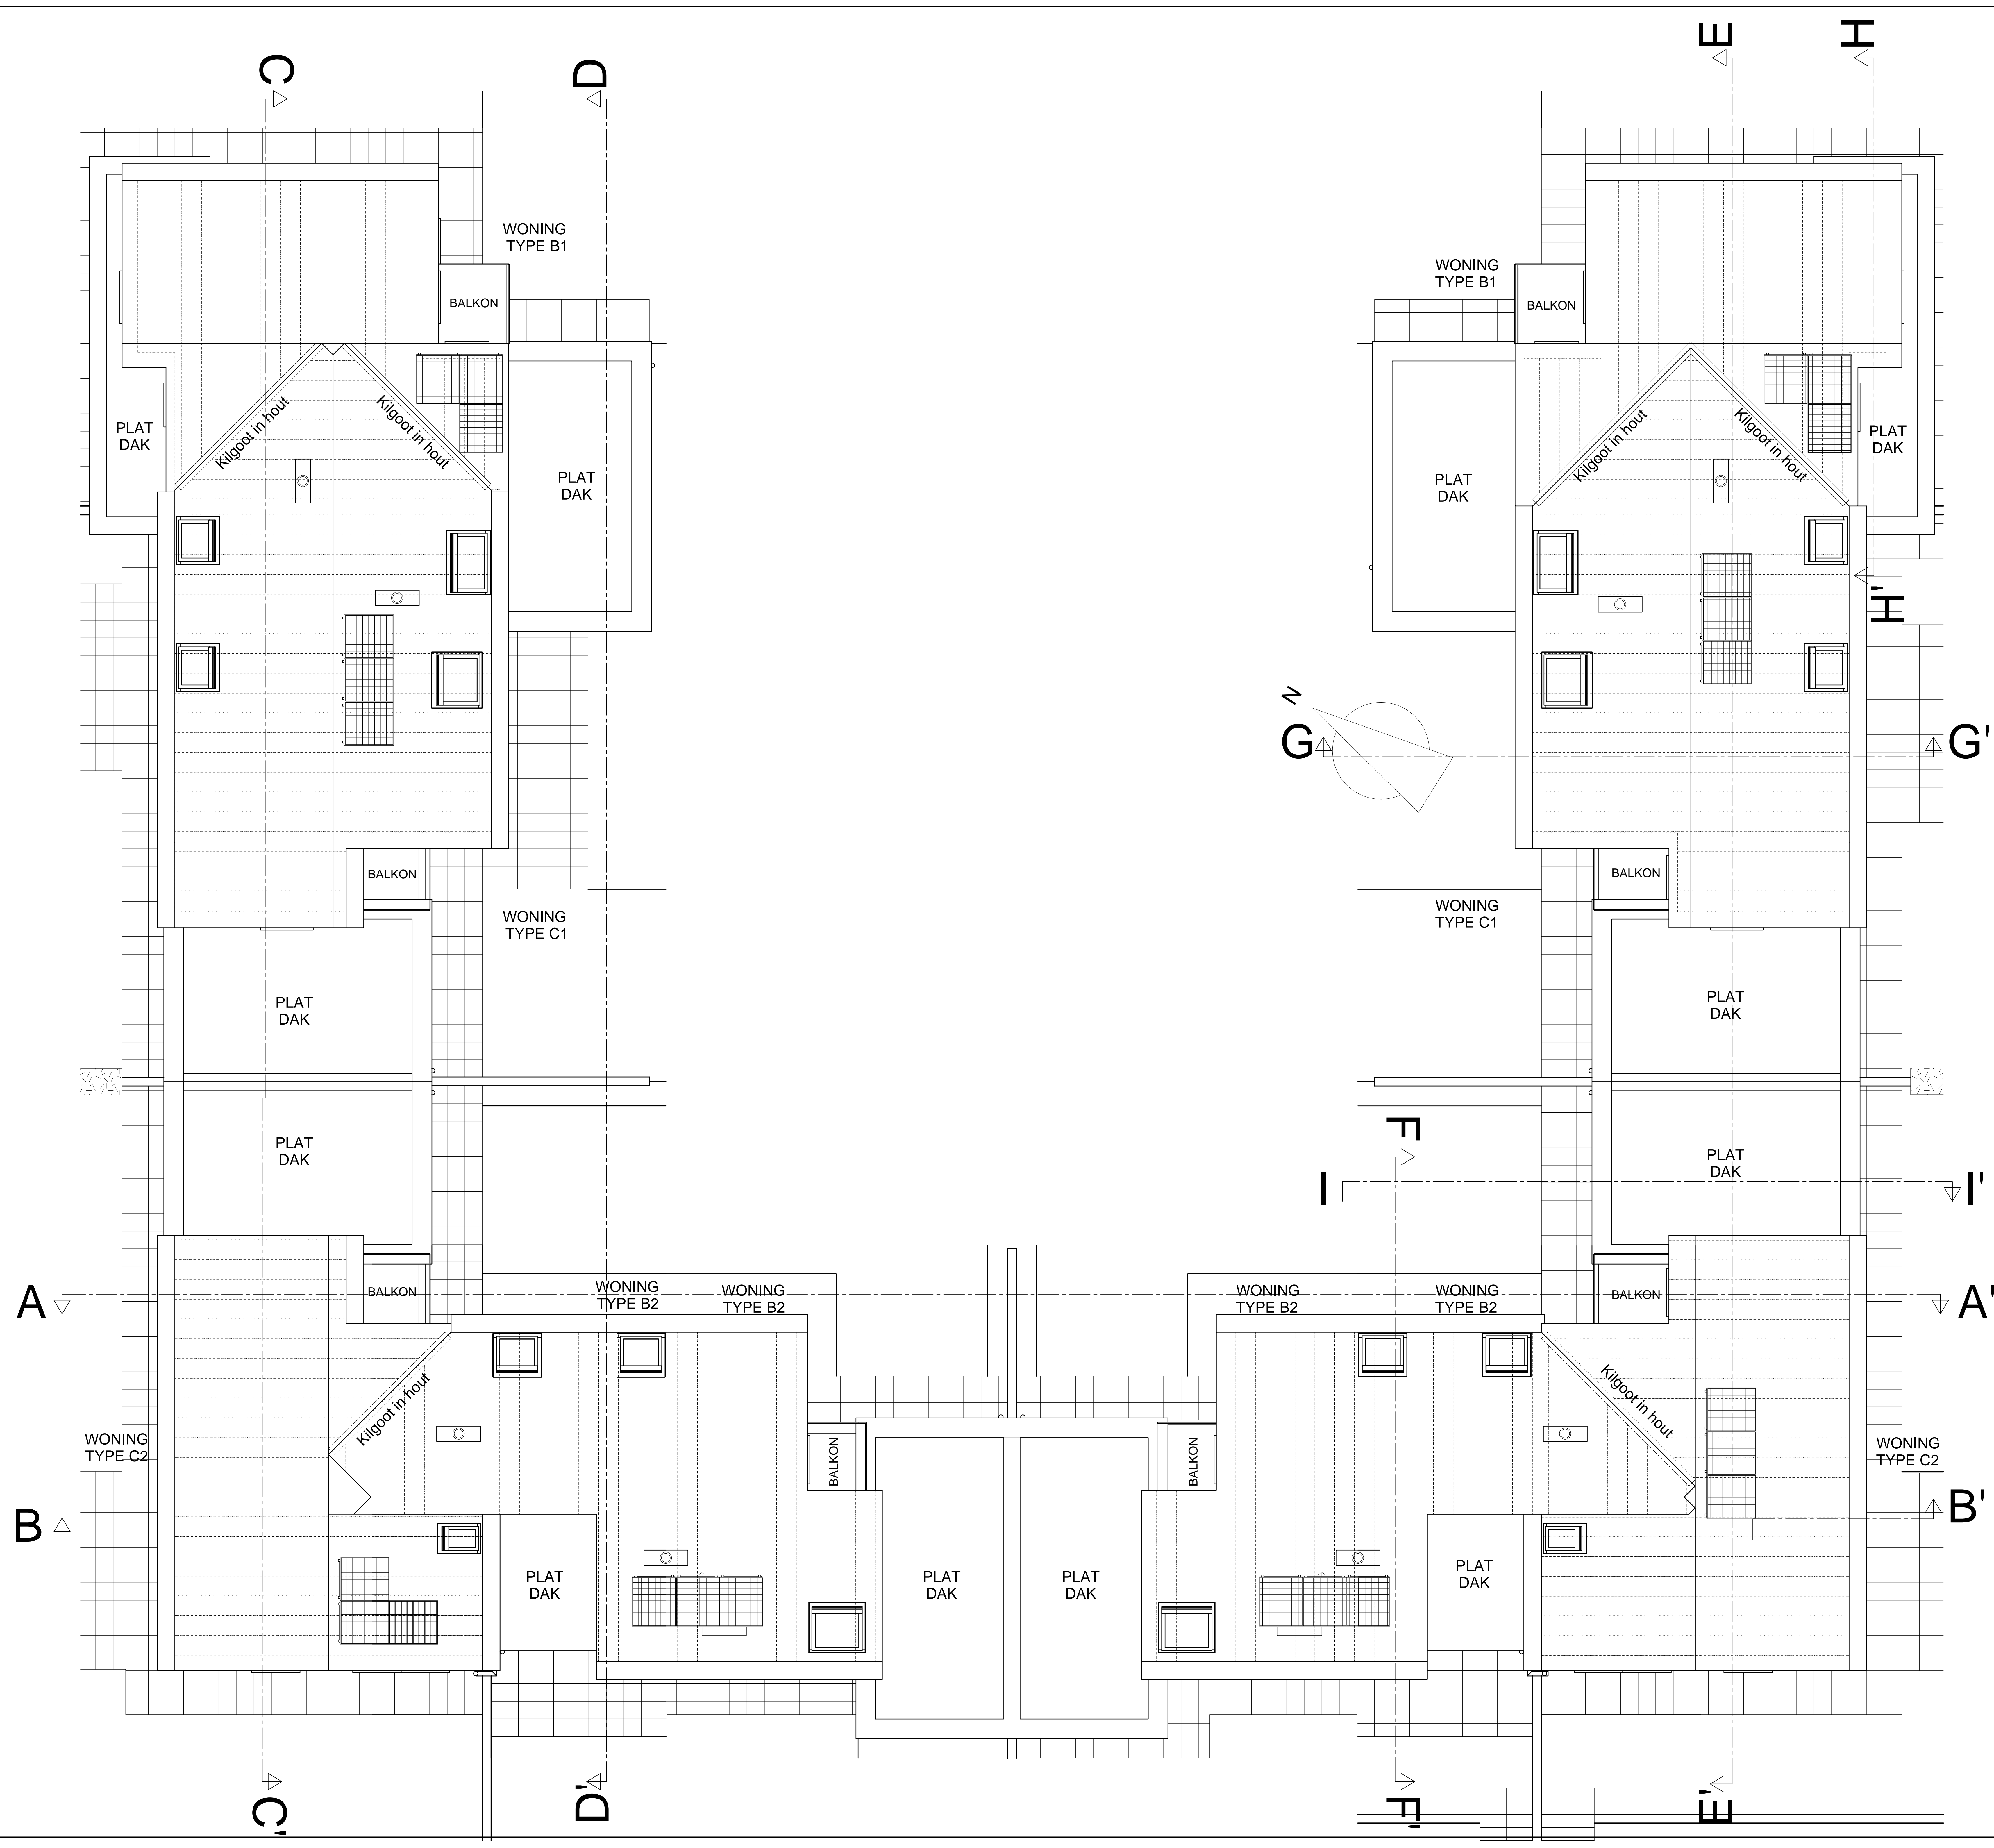 C
D
E
H
WONING
TYPE B1
WONING
TYPE B1
BALKON
BALKON
Kilgoot in hout
Kilgoot in hout
Kilgoot in hout
Kilgoot in hout
PLAT
DAK
PLAT
DAK
PLAT
DAK
PLAT
DAK
H'
N
G
G'
BALKON
BALKON
WONING
TYPE C1
WONING
TYPE C1
PLAT
DAK
PLAT
DAK
F
PLAT
DAK
PLAT
DAK
I
I'
A
BALKON
WONING
TYPE B2
WONING
TYPE B2
WONING
TYPE B2
WONING
TYPE B2
BALKON
A'
Kilgoot in hout
Kilgoot in hout
WONING
TYPE C2
BALKON
BALKON
WONING
TYPE C2
B
B'
PLAT
DAK
PLAT
DAK
PLAT
DAK
PLAT
DAK
C'
D'
F'
E'